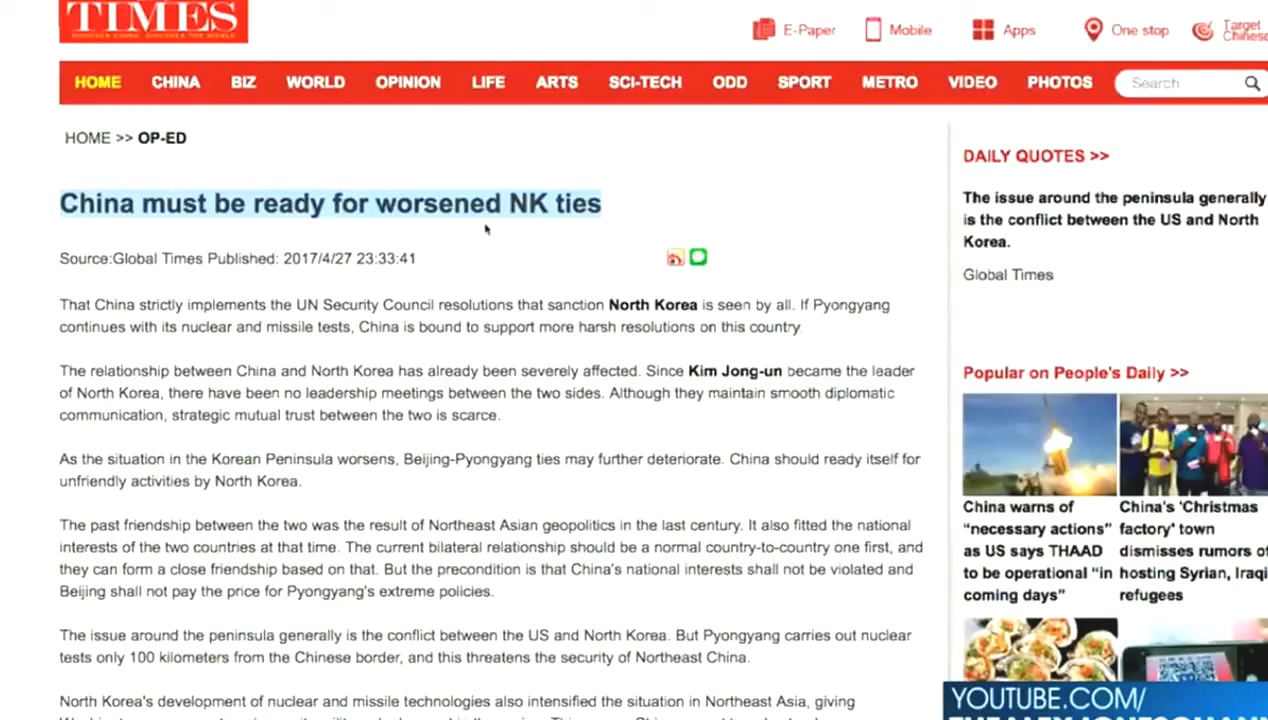 TIMES
DISCOVER CHINA, DISCOVER THE WORLD
E-Paper
Mobile
Apps
One stop
Target
Chinese
HOME CHINA BIZ WORLD OPINION LIFE ARTS SCI-TECH ODD SPORT METRO VIDEO PHOTOS
Search
HOME >> OP-ED
China must be ready for worsened NK ties
Source:Global Times Published: 2017/4/27 23:33:41
That China strictly implements the UN Security Council resolutions that sanction North Korea is seen by all. If Pyongyang
continues with its nuclear and missile tests, China is bound to support more harsh resolutions on this country.
The relationship between China and North Korea has already been severely affected. Since Kim Jong-un became the leader
of North Korea, there have been no leadership meetings between the two sides. Although they maintain smooth diplomatic
communication, strategic mutual trust between the two is scarce.
As the situation in the Korean Peninsula worsens, Beijing-Pyongyang ties may further deteriorate. China should ready itself for
unfriendly activities by North Korea.
The past friendship between the two was the result of Northeast Asian geopolitics in the last century. It also fitted the national
interests of the two countries at that time. The current bilateral relationship should be a normal country-to-country one first, and
they can form a close friendship based on that. But the precondition is that China's national interests shall not be violated and
Beijing shall not pay the price for Pyongyang's extreme policies.
The issue around the peninsula generally is the conflict between the US and North Korea. But Pyongyang carries out nuclear
tests only 100 kilometers from the Chinese border, and this threatens the security of Northeast China.
North Korea's development of nuclear and missile technologies also intensified the situation in Northeast Asia, giving
DAILY QUOTES >>
The issue around the peninsula generally
is the conflict between the US and North
Korea.
Global Times
Popular on People's Daily >>
China warns of
“necessary actions”
as US says THAAD
to be operational “in
coming days”
China's 'Christmas
factory' town
dismisses rumors of
hosting Syrian, Iraqi
refugees
YOUTUBE.COM/